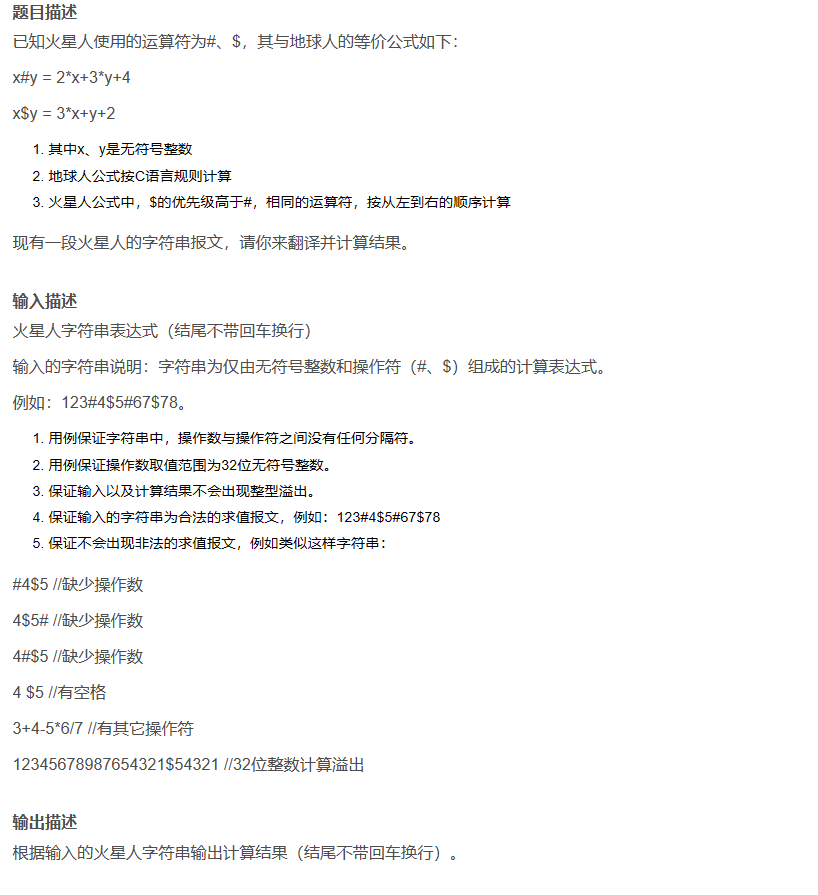 题目描述
已知火星人使用的运算符为#、$，其与地球人的等价公式如下：
x#y = 2*x+3*y+4
x$y = 3*x+y+2
1. 其中x、y是无符号整数
2. 地球人公式按C语言规则计算
3. 火星人公式中，$的优先级高于#，相同的运算符，按从左到右的顺序计算
现有一段火星人的字符串报文，请你来翻译并计算结果。
输入描述
火星人字符串表达式（结尾不带回车换行）
输入的字符串说明：字符串为仅由无符号整数和操作符（#、$）组成的计算表达式。
例如：123#4$5#67$78。
1. 用例保证字符串中，操作数与操作符之间没有任何分隔符。
2. 用例保证操作数取值范围为32位无符号整数。
3. 保证输入以及计算结果不会出现整型溢出。
4. 保证输入的字符串为合法的求值报文，例如：123#4$5#67$78
5. 保证不会出现非法的求值报文，例如类似这样字符串：
#4$5 //缺少操作数
4$5# //缺少操作数
4#$5 //缺少操作数
4 $5 //有空格
3+4-5*6/7 //有其它操作符
12345678987654321$54321 //32位整数计算溢出
输出描述
根据输入的火星人字符串输出计算结果（结尾不带回车换行）。